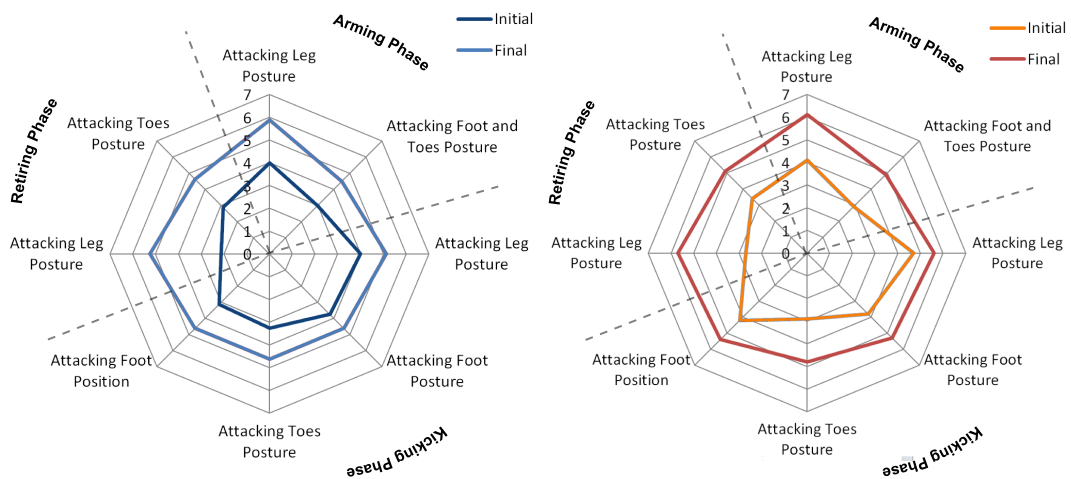 Arming Phase
Initial
Final
Attacking Leg
Posture
Attacking Toes
Posture
Attacking Foot and
Toes Posture
Retiring Phase
7
6
5
4
3
2
1
0
Attacking Leg
Posture
Attacking Leg
Posture
Attacking Foot
Position
Attacking Foot
Posture
Attacking Toes
Posture
Kicking Phase
Arming Phase
Initial
Final
Attacking Leg
Posture
Attacking Toes
Posture
Attacking Foot and
Toes Posture
Retiring Phase
7
6
5
4
3
2
1
0
Attacking Leg
Posture
Attacking Leg
Posture
Attacking Foot
Position
Attacking Foot
Posture
Attacking Toes
Posture
Kicking Phase